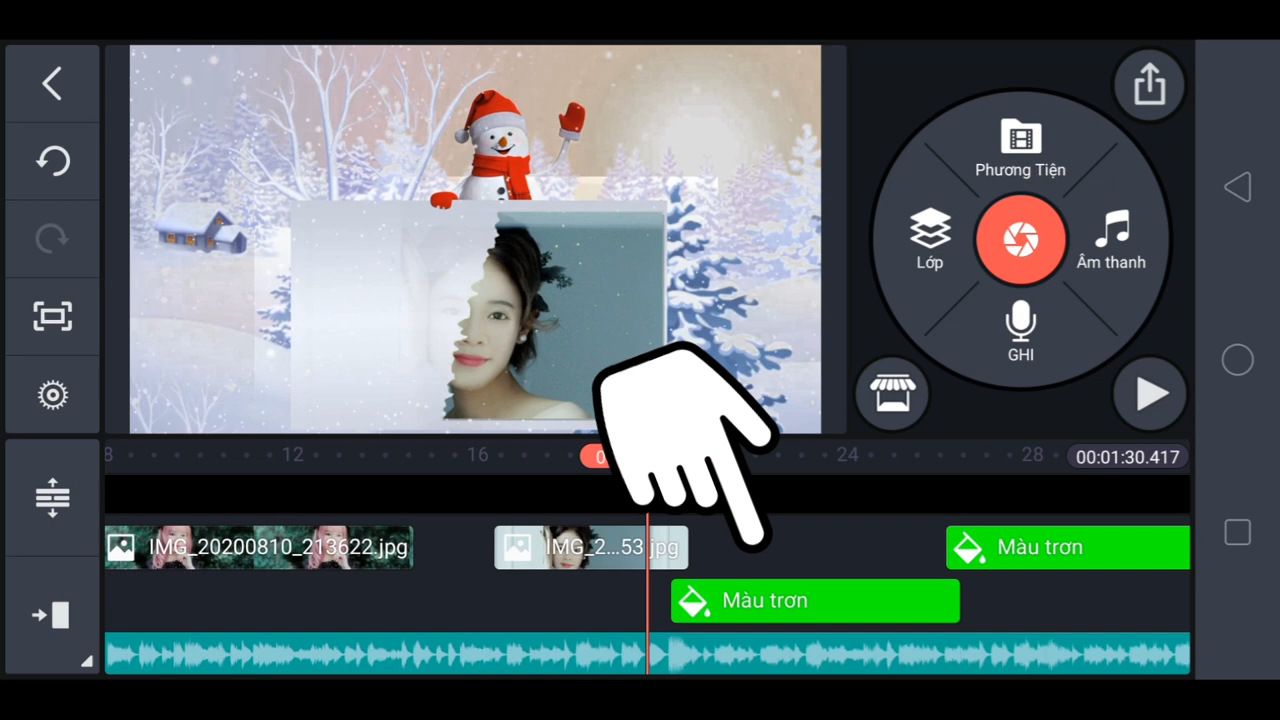 Phương Tiện
Lớp
Âm thanh
GHI
8
12
16
24
28
00:01:30.417
IMG_20200810_213622.jpg
IMG_2...53.jpg
Màu trơn
Màu trơn